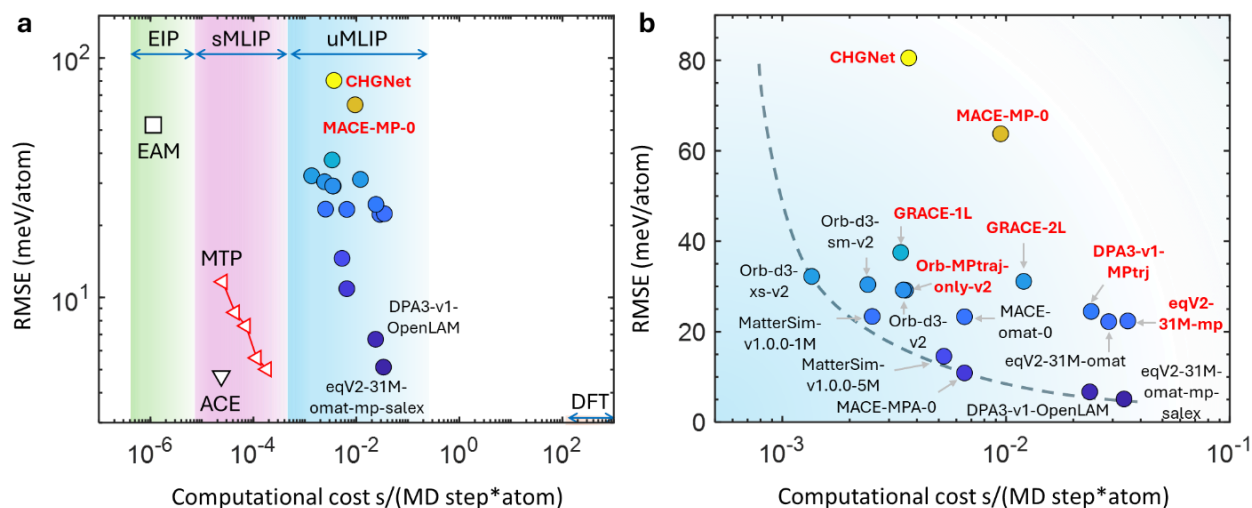 a
EIP
sMLIP
uMLIP
10²
10¹
RMSE (meV/atom)
CHGNet
MACE-MP-0
EAM
MTP
ACE
DPA3-v1-
OpenLAM
eqV2-31M-
omat-mp-salex
DFT
10⁻⁶
10⁻⁴
10⁻²
10⁰
10²
Computational cost s/(MD step*atom)
b
80
60
40
20
0
RMSE (meV/atom)
CHGNet
MACE-MP-0
GRACE-1L
Orb-d3-
sm-v2
GRACE-2L
DPA3-v1-
MPtrj
Orb-d3-
xs-v2
Orb-MPtraj-
only-v2
eqV2-
31M-mp
MatterSim-
v1.0.0-1M
Orb-d3-
v2
MACE-
omat-0
eqV2-31M-omat
MatterSim-
v1.0.0-5M
MACE-MPA-0
DPA3-v1-OpenLAM
eqV2-31M-
omat-mp-
salex
10⁻³
10⁻²
10⁻¹
Computational cost s/(MD step*atom)